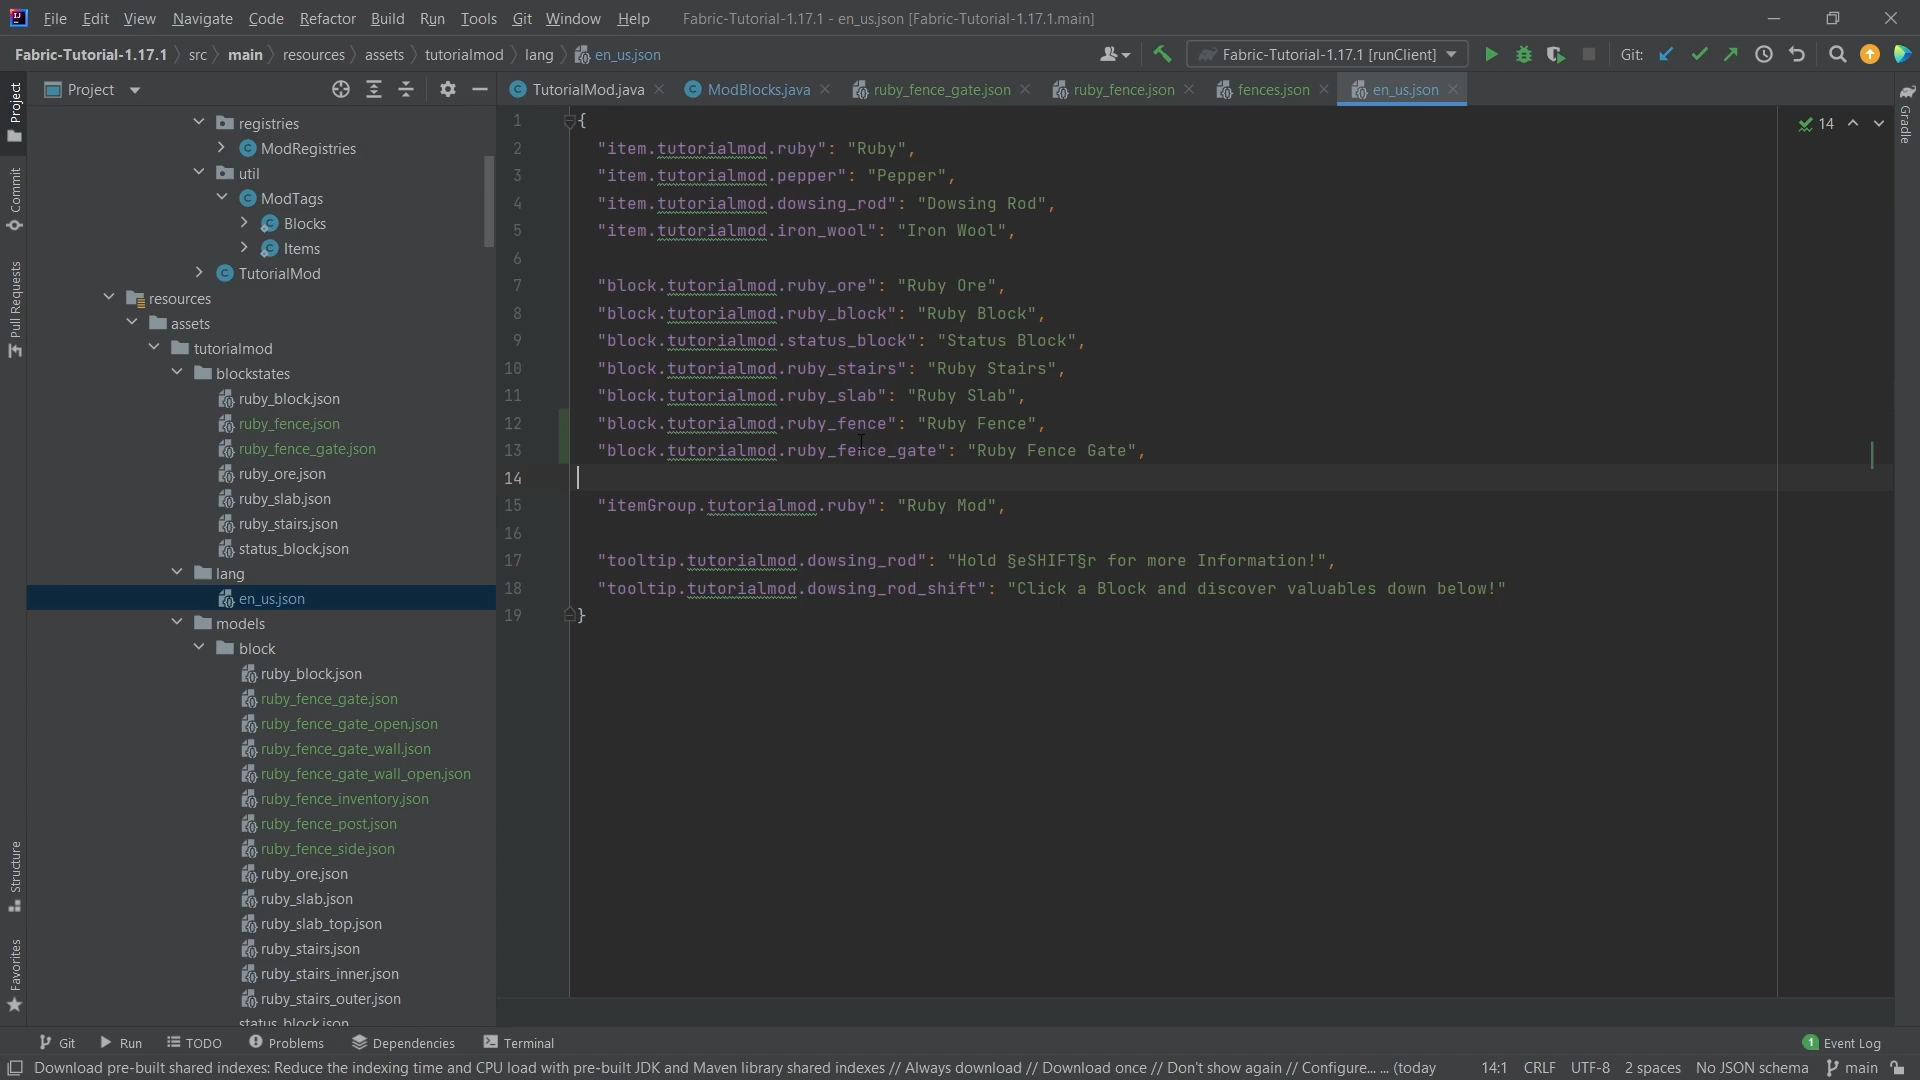 File Edit View Navigate Code Refactor Build Run Tools Git Window Help Fabric-Tutorial-1.17.1 - en_us.json [Fabric-Tutorial-1.17.1.main]
Fabric-Tutorial-1.17.1 src main resources assets tutorialmod lang en_us.json Fabric-Tutorial-1.17.1 [runClient] Git:
Project TutorialMod.java ModBlocks.java ruby_fence_gate.json ruby_fence.json fences.json en_us.json
Project
Commit
Pull Requests
Structure
Favorites
registries
ModRegistries
util
ModTags
Blocks
Items
TutorialMod
resources
assets
tutorialmod
blockstates
ruby_block.json
ruby_fence.json
ruby_fence_gate.json
ruby_ore.json
ruby_slab.json
ruby_stairs.json
status_block.json
lang
en_us.json
models
block
ruby_block.json
ruby_fence_gate.json
ruby_fence_gate_open.json
ruby_fence_gate_wall.json
ruby_fence_gate_wall_open.json
ruby_fence_inventory.json
ruby_fence_post.json
ruby_fence_side.json
ruby_ore.json
ruby_slab.json
ruby_slab_top.json
ruby_stairs.json
ruby_stairs_inner.json
ruby_stairs_outer.json
status_block.json
1 {
2 "item.tutorialmod.ruby": "Ruby",
3 "item.tutorialmod.pepper": "Pepper",
4 "item.tutorialmod.dowsing_rod": "Dowsing Rod",
5 "item.tutorialmod.iron_wool": "Iron Wool",
6
7 "block.tutorialmod.ruby_ore": "Ruby Ore",
8 "block.tutorialmod.ruby_block": "Ruby Block",
9 "block.tutorialmod.status_block": "Status Block",
10 "block.tutorialmod.ruby_stairs": "Ruby Stairs",
11 "block.tutorialmod.ruby_slab": "Ruby Slab",
12 "block.tutorialmod.ruby_fence": "Ruby Fence",
13 "block.tutorialmod.ruby_fence_gate": "Ruby Fence Gate",
14
15 "itemGroup.tutorialmod.ruby": "Ruby Mod",
16
17 "tooltip.tutorialmod.dowsing_rod": "Hold §eSHIFT§r for more Information!",
18 "tooltip.tutorialmod.dowsing_rod_shift": "Click a Block and discover valuables down below!"
19 }
14
Gradle
Git Run TODO Problems Dependencies Terminal 1 Event Log
Download pre-built shared indexes: Reduce the indexing time and CPU load with pre-built JDK and Maven library shared indexes // Always download // Download once // Don't show again // Configure... ... (today 14:1 CRLF UTF-8 2 spaces No JSON schema main